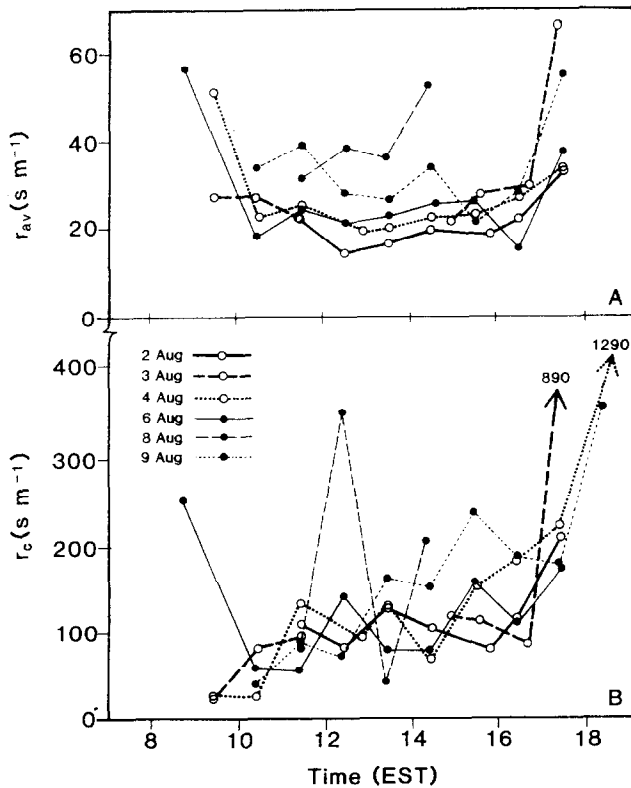 60
40
20
0
r_av (s m⁻¹)
A
400
300
200
100
0
r_c (s m⁻¹)
2 Aug
3 Aug
4 Aug
6 Aug
8 Aug
9 Aug
890
1290
B
8 10 12 14 16 18
Time (EST)